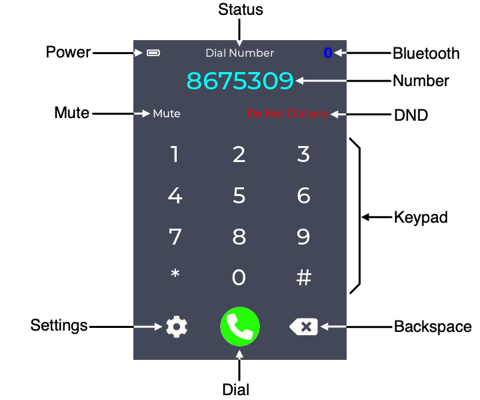 Status
Power
Dial Number
Bluetooth
8675309
Number
Mute
Mute
Do Not Disturb
DND
1 2 3
4 5 6
7 8 9
* 0 #
Keypad
Settings
Backspace
Dial